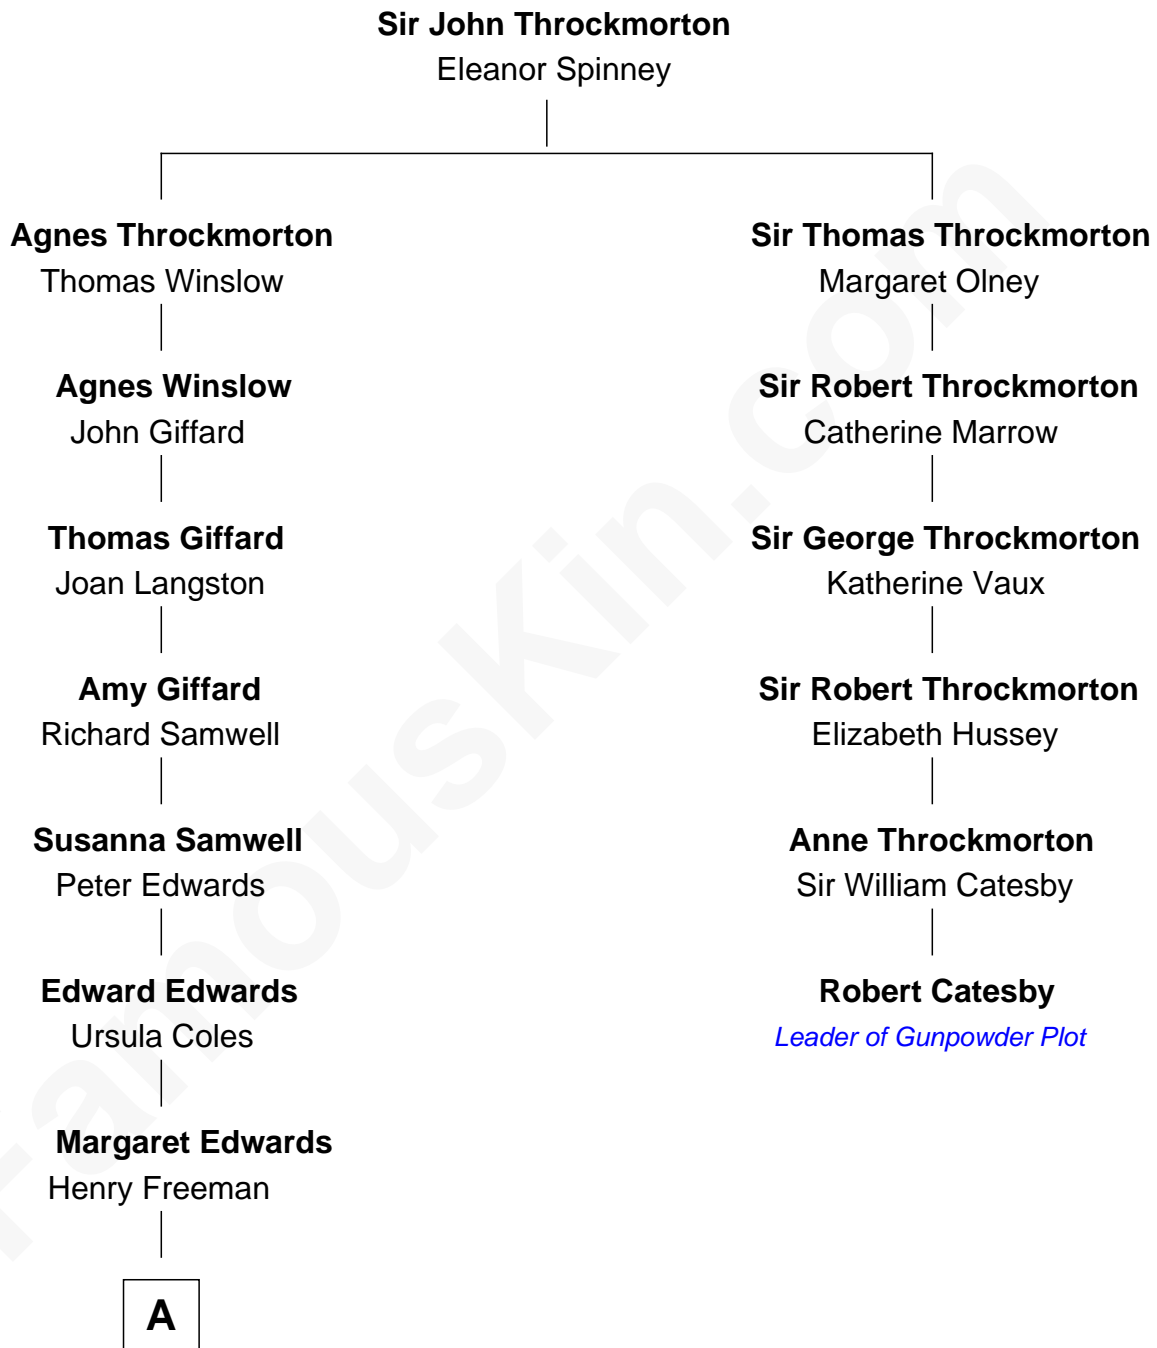 Sir John Throckmorton
Eleanor Spinney
Agnes Throckmorton
Thomas Winslow
Sir Thomas Throckmorton
Margaret Olney
Agnes Winslow
John Giffard
Sir Robert Throckmorton
Catherine Marrow
Thomas Giffard
Joan Langston
Sir George Throckmorton
Katherine Vaux
Amy Giffard
Richard Samwell
Sir Robert Throckmorton
Elizabeth Hussey
Susanna Samwell
Peter Edwards
Anne Throckmorton
Sir William Catesby
Edward Edwards
Ursula Coles
Robert Catesby
Leader of Gunpowder Plot
Margaret Edwards
Henry Freeman
A
FamousKin.com